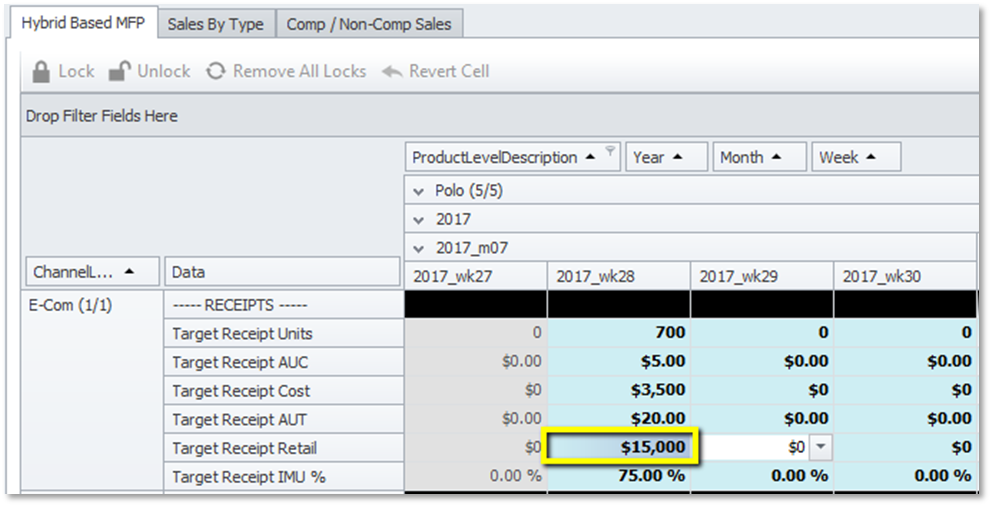 Hybrid Based MFP Sales By Type Comp / Non-Comp Sales
Lock Unlock Remove All Locks Revert Cell
Drop Filter Fields Here
ProductLevelDescription Year Month Week
Polo (5/5)
2017
2017_m07
ChannelL... Data 2017_wk27 2017_wk28 2017_wk29 2017_wk30
E-Com (1/1) ----- RECEIPTS -----
Target Receipt Units 0 700 0 0
Target Receipt AUC $0.00 $5.00 $0.00 $0.00
Target Receipt Cost $0 $3,500 $0 $0
Target Receipt AUT $0.00 $20.00 $0.00 $0.00
Target Receipt Retail $0 $15,000 $0 $0
Target Receipt IMU % 0.00 % 75.00 % 0.00 % 0.00 %